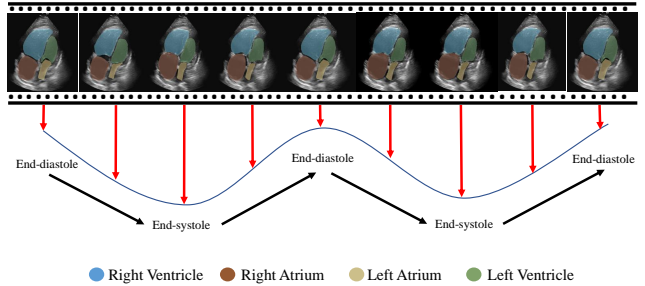 End-diastole
End-diastole
End-diastole
End-systole
End-systole
Right Ventricle
Right Atrium
Left Atrium
Left Ventricle